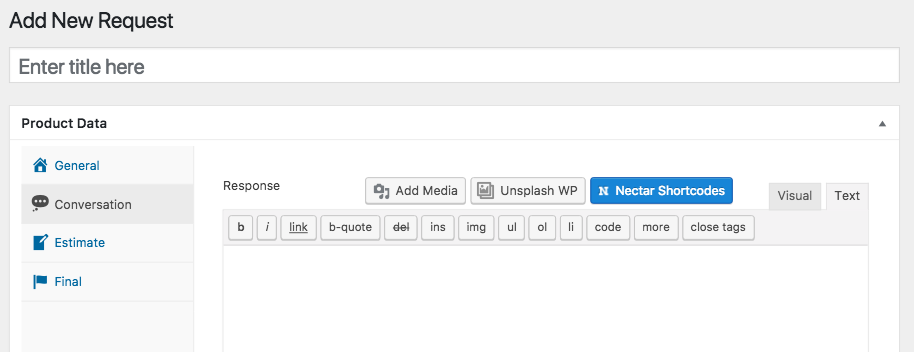 Add New Request
Enter title here
Product Data
General
Conversation
Estimate
Final
Response
Add Media
Unsplash WP
N Nectar Shortcodes
Visual
Text
b i link b-quote del ins img ul ol li code more close tags